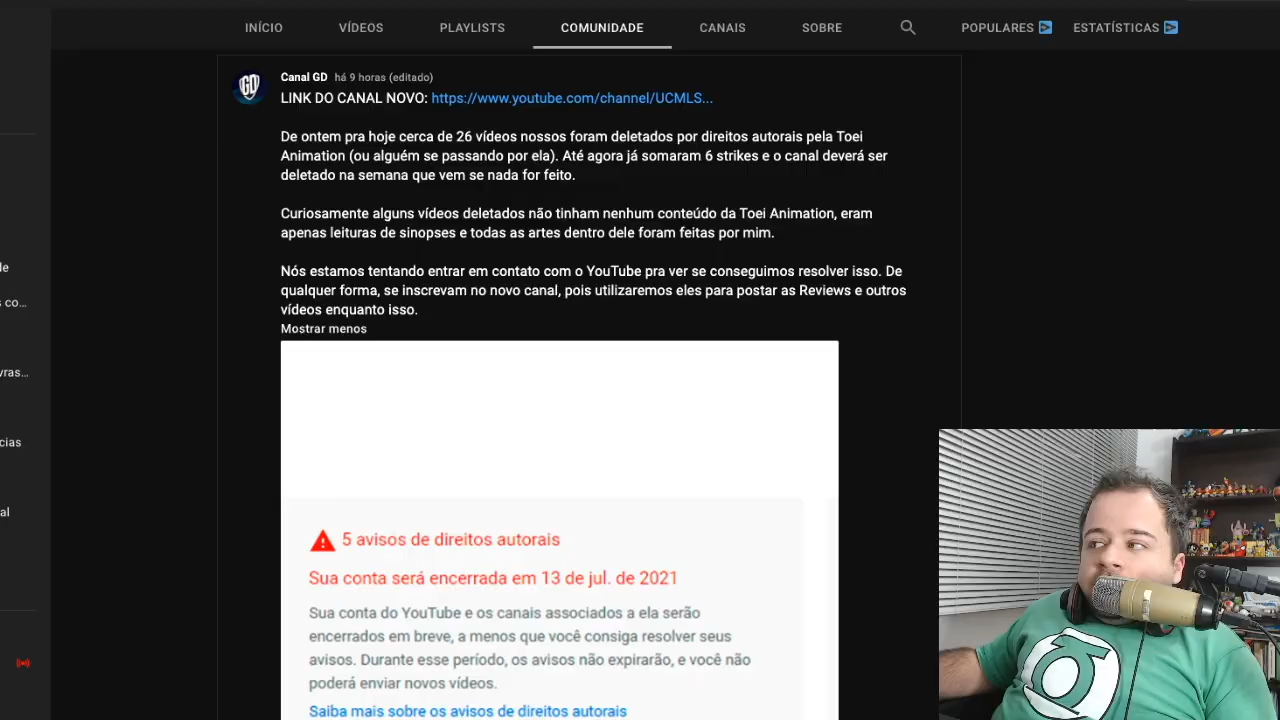 INÍCIO VÍDEOS PLAYLISTS COMUNIDADE CANAIS SOBRE POPULARES ESTATÍSTICAS
Canal GD há 9 horas (editado)
LINK DO CANAL NOVO: https://www.youtube.com/channel/UCMLS...
De ontem pra hoje cerca de 26 vídeos nossos foram deletados por direitos autorais pela Toei
Animation (ou alguém se passando por ela). Até agora já somaram 6 strikes e o canal deverá ser
deletado na semana que vem se nada for feito.
Curiosamente alguns vídeos deletados não tinham nenhum conteúdo da Toei Animation, eram
apenas leituras de sinopses e todas as artes dentro dele foram feitas por mim.
Nós estamos tentando entrar em contato com o YouTube pra ver se conseguimos resolver isso. De
qualquer forma, se inscrevam no novo canal, pois utilizaremos eles para postar as Reviews e outros
vídeos enquanto isso.
Mostrar menos
5 avisos de direitos autorais
Sua conta será encerrada em 13 de jul. de 2021
Sua conta do YouTube e os canais associados a ela serão
encerrados em breve, a menos que você consiga resolver seus
avisos. Durante esse período, os avisos não expirarão, e você não
poderá enviar novos vídeos.
Saiba mais sobre os avisos de direitos autorais
de
s co...
vras...
cias
al